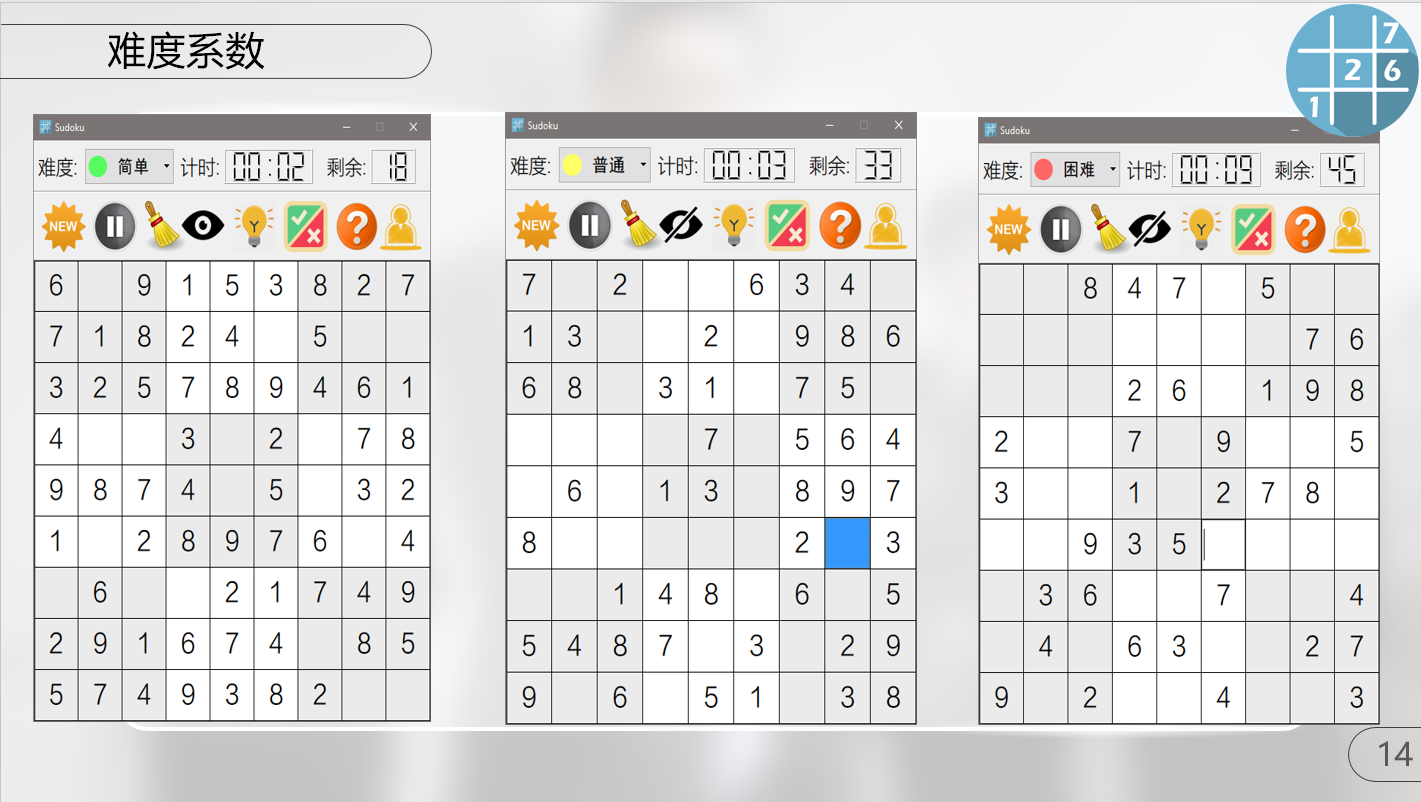 难度系数
7
2 6
1
Sudoku
难度: 简单 计时: 00:02 剩余: 18
NEW
6 9 1 5 3 8 2 7
7 1 8 2 4 5
3 2 5 7 8 9 4 6 1
4 3 2 7 8
9 8 7 4 5 3 2
1 2 8 9 7 6 4
6 2 1 7 4 9
2 9 1 6 7 4 8 5
5 7 4 9 3 8 2
Sudoku
难度: 普通 计时: 00:03 剩余: 33
NEW
7 2 6 3 4
1 3 2 9 8 6
6 8 3 1 7 5
7 5 6 4
6 1 3 8 9 7
8 2 3
1 4 8 6 5
5 4 8 7 3 2 9
9 6 5 1 3 8
Sudoku
难度: 困难 计时: 00:09 剩余: 45
NEW
8 4 7 5
7 6
2 6 1 9 8
2 7 9 5
3 1 2 7 8
9 3 5
3 6 7 4
4 6 3 2 7
9 2 4 3
14